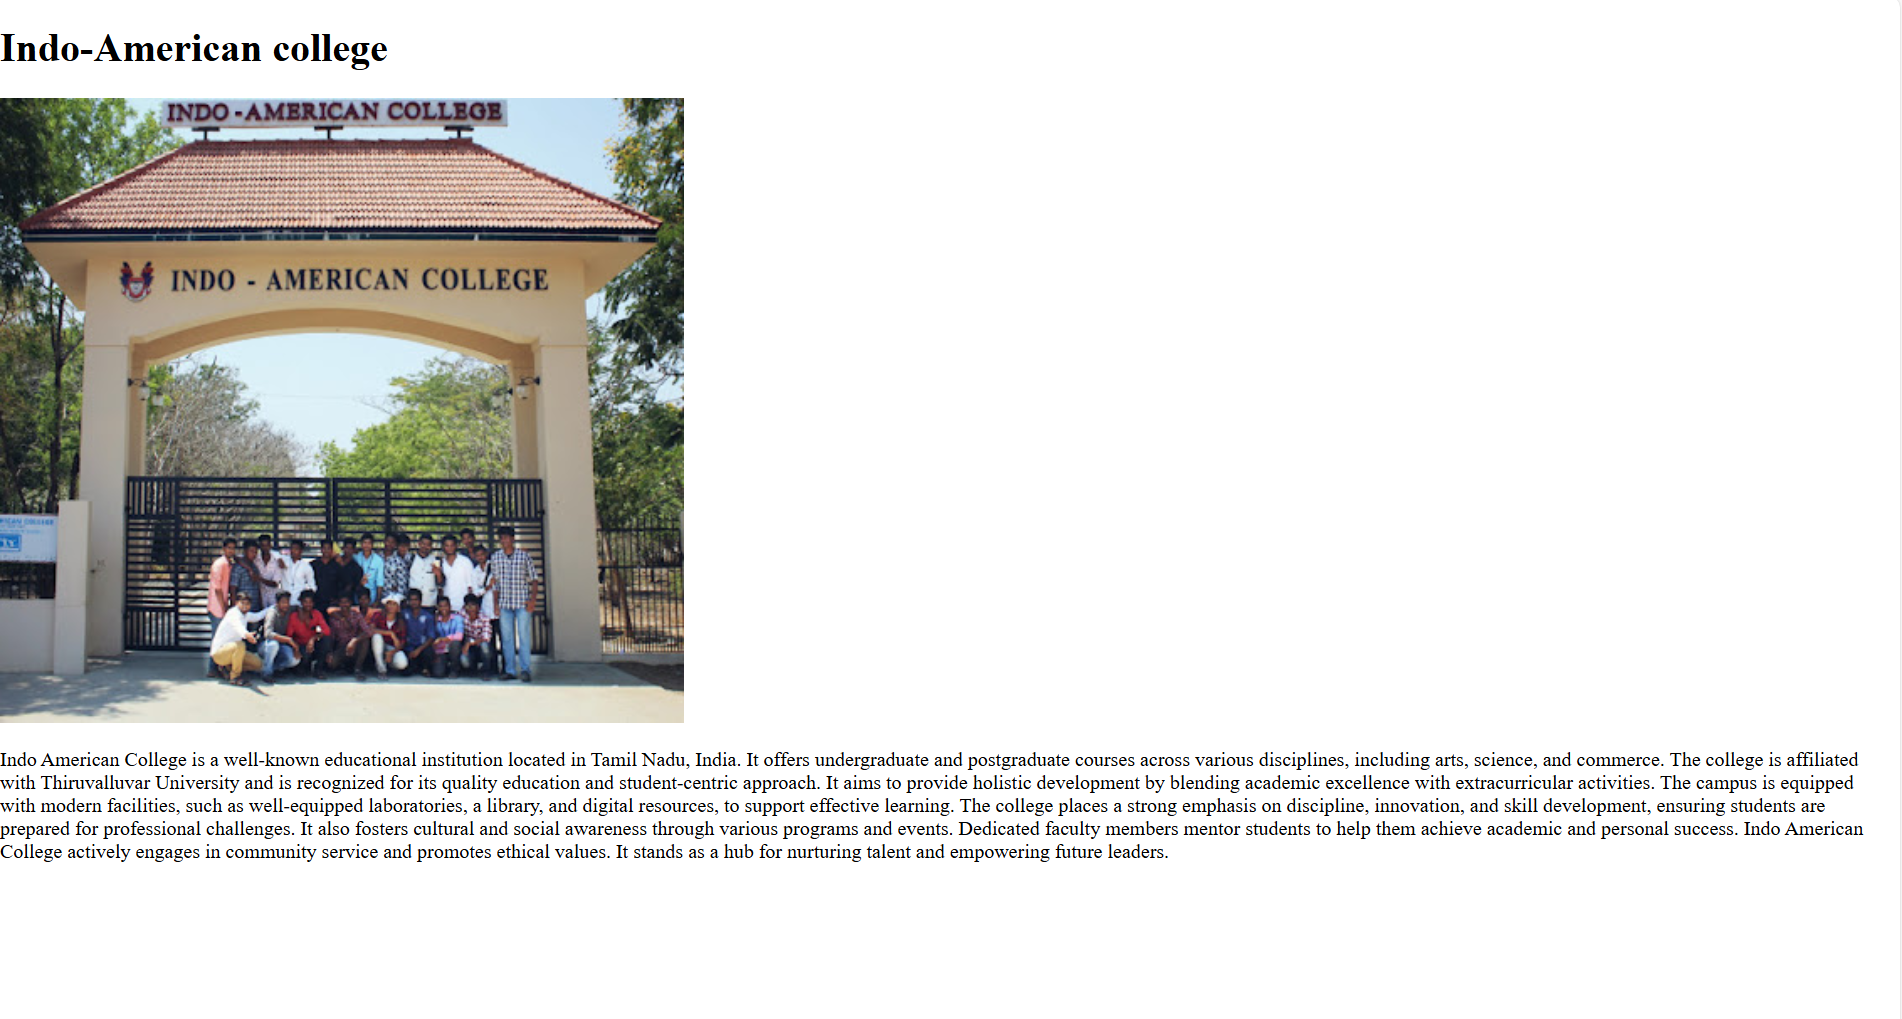 Indo-American college
INDO-AMERICAN COLLEGE
INDO - AMERICAN COLLEGE
COLLEGE
Indo American College is a well-known educational institution located in Tamil Nadu, India. It offers undergraduate and postgraduate courses across various disciplines, including arts, science, and commerce. The college is affiliated
with Thiruvalluvar University and is recognized for its quality education and student-centric approach. It aims to provide holistic development by blending academic excellence with extracurricular activities. The campus is equipped
with modern facilities, such as well-equipped laboratories, a library, and digital resources, to support effective learning. The college places a strong emphasis on discipline, innovation, and skill development, ensuring students are
prepared for professional challenges. It also fosters cultural and social awareness through various programs and events. Dedicated faculty members mentor students to help them achieve academic and personal success. Indo American
College actively engages in community service and promotes ethical values. It stands as a hub for nurturing talent and empowering future leaders.